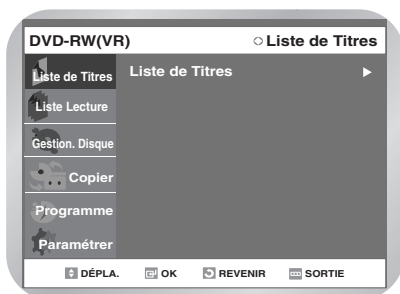 DVD-RW(VR) Liste de Titres
Liste de Titres Liste de Titres ►
Liste Lecture
Gestion. Disque
Copier
Programme
Paramétrer
DÉPLA. OK REVENIR SORTIE